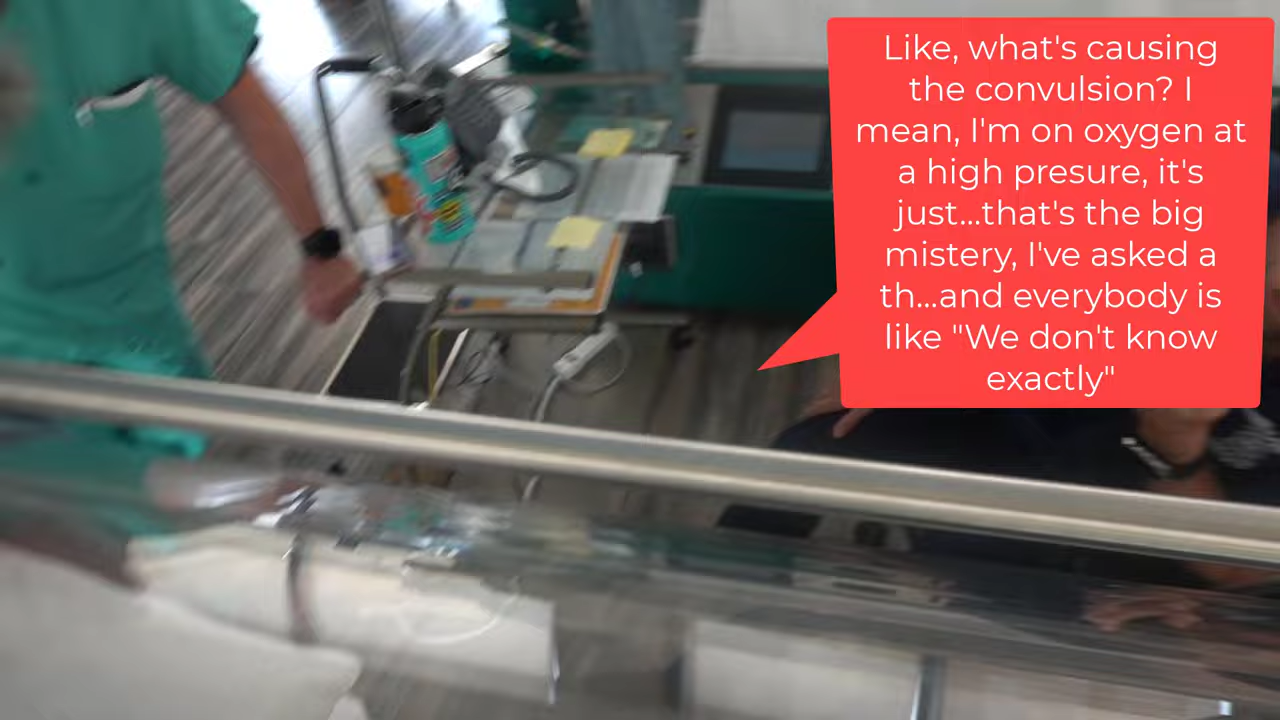 Like, what's causing
the convulsion? I
mean, I'm on oxygen at
a high presure, it's
just...that's the big
mistery, I've asked a
th...and everybody is
like "We don't know
exactly"